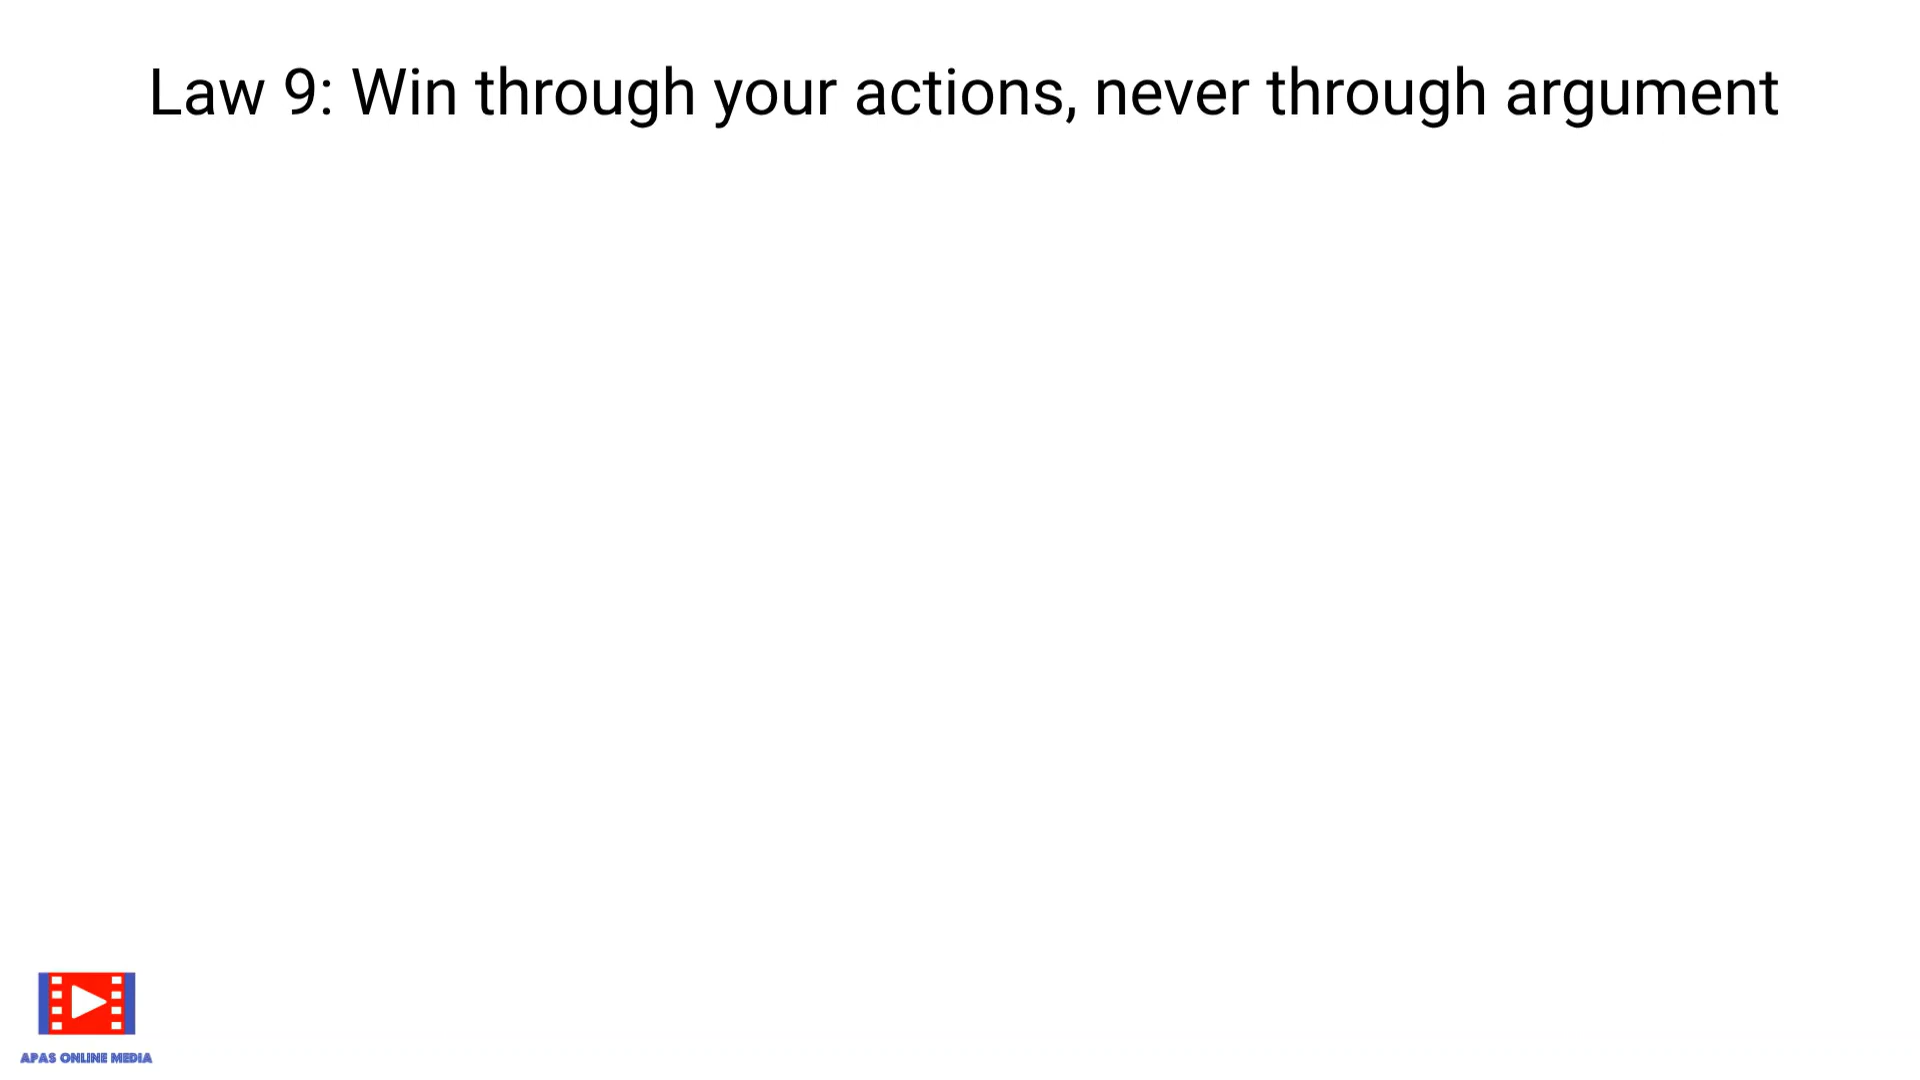 Law 9: Win through your actions, never through argument
APAS ONLINE MEDIA